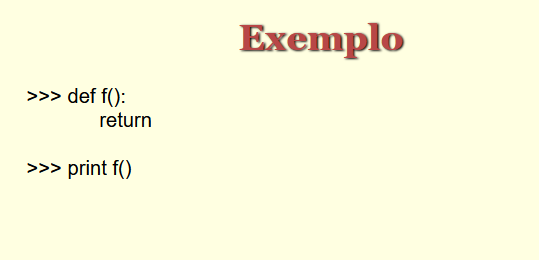 Exemplo
>>> def f():
return
>>> print f()